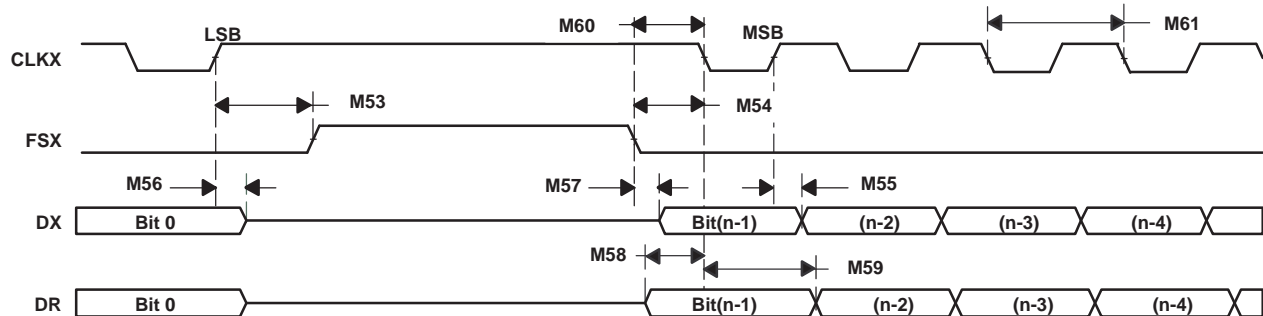 LSB M60 MSB M61
CLKX
M53 M54
FSX
M56 M57 M55
DX Bit 0 Bit(n-1) (n-2) (n-3) (n-4)
M58 M59
DR Bit 0 Bit(n-1) (n-2) (n-3) (n-4)